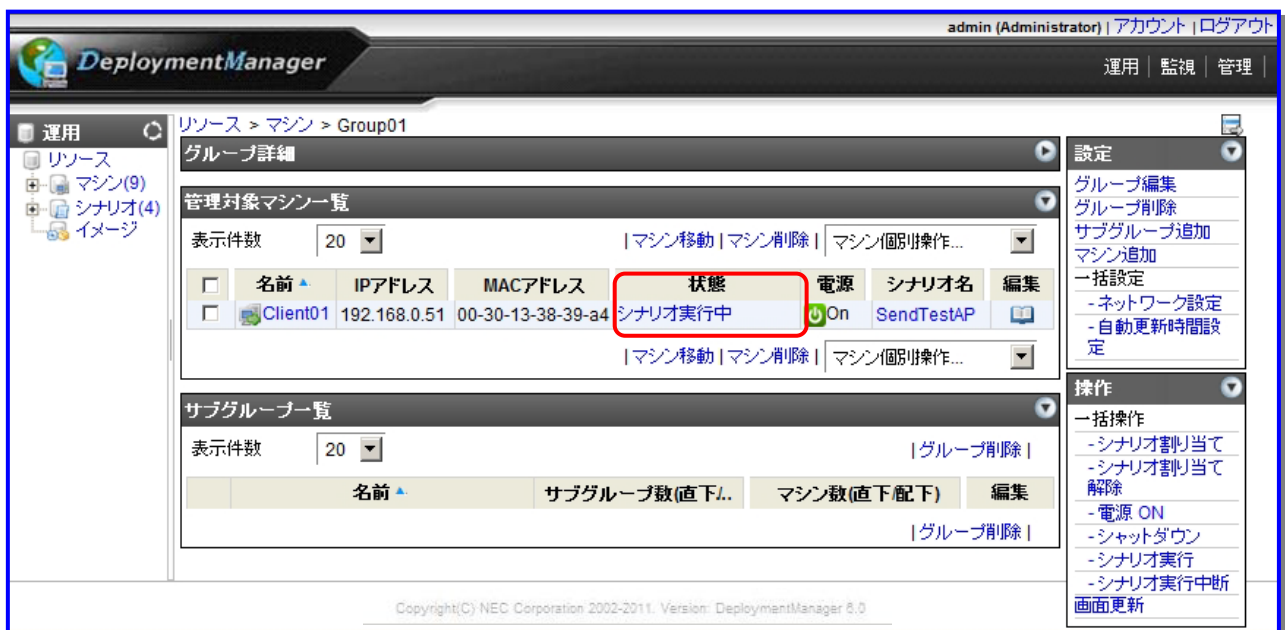 admin (Administrator) | アカウント | ログアウト
DeploymentManager
運用 | 監視 | 管理 |
運用
リソース
マシン(9)
シナリオ(4)
イメージ
リソース > マシン > Group01
グループ詳細
管理対象マシン一覧
表示件数 20 | マシン移動 | マシン削除 | マシン個別操作...
名前 IPアドレス MACアドレス 状態 電源 シナリオ名 編集
Client01 192.168.0.51 00-30-13-38-39-a4 シナリオ実行中 On SendTestAP
| マシン移動 | マシン削除 | マシン個別操作...
サブグループ一覧
表示件数 20 | グループ削除 |
名前 サブグループ数(直下/.. マシン数(直下/配下) 編集
| グループ削除 |
設定
グループ編集
グループ削除
サブグループ追加
マシン追加
一括設定
- ネットワーク設定
- 自動更新時間設
定
操作
一括操作
- シナリオ割り当て
- シナリオ割り当て
解除
- 電源 ON
- シャットダウン
- シナリオ実行
- シナリオ実行中断
画面更新
Copyright(C) NEC Corporation 2002-2011. Version: DeploymentManager 6.0